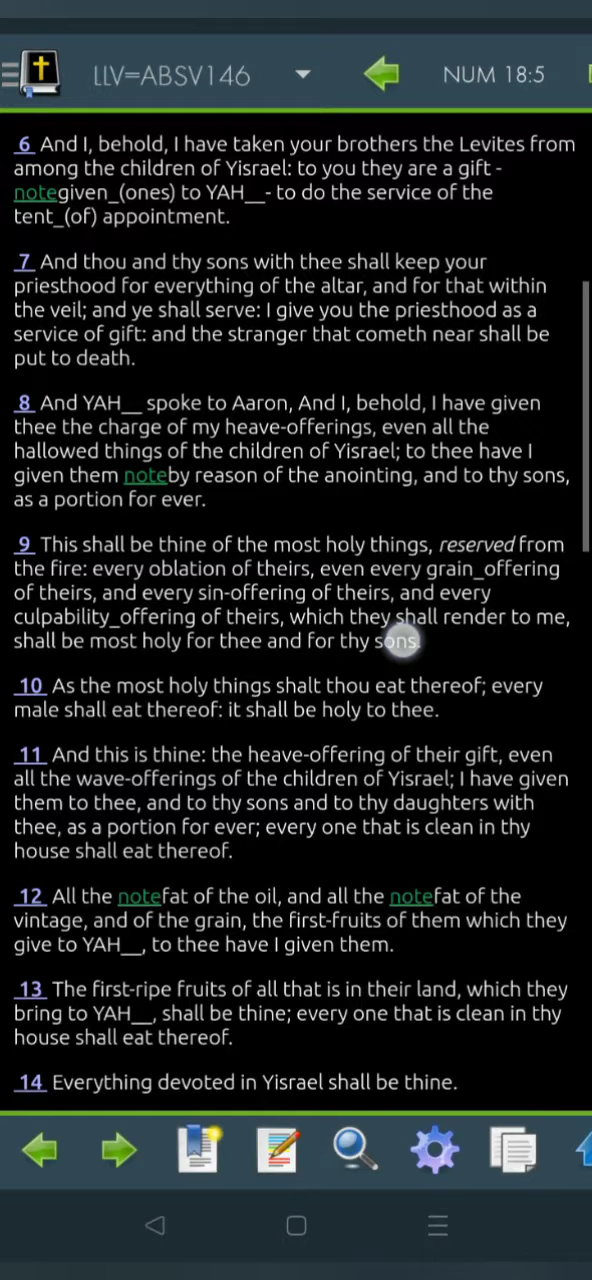 LLV=ABSV146 NUM 18:5
6 And I, behold, I have taken your brothers the Levites from
among the children of Yisrael: to you they are a gift -
notegiven_(ones) to YAH__- to do the service of the
tent_(of) appointment.
7 And thou and thy sons with thee shall keep your
priesthood for everything of the altar, and for that within
the veil; and ye shall serve: I give you the priesthood as a
service of gift: and the stranger that cometh near shall be
put to death.
8 And YAH__ spoke to Aaron, And I, behold, I have given
thee the charge of my heave-offerings, even all the
hallowed things of the children of Yisrael; to thee have I
given them noteby reason of the anointing, and to thy sons,
as a portion for ever.
9 This shall be thine of the most holy things, reserved from
the fire: every oblation of theirs, even every grain_offering
of theirs, and every sin-offering of theirs, and every
culpability_offering of theirs, which they shall render to me,
shall be most holy for thee and for thy sons.
10 As the most holy things shalt thou eat thereof; every
male shall eat thereof: it shall be holy to thee.
11 And this is thine: the heave-offering of their gift, even
all the wave-offerings of the children of Yisrael; I have given
them to thee, and to thy sons and to thy daughters with
thee, as a portion for ever; every one that is clean in thy
house shall eat thereof.
12 All the notefat of the oil, and all the notefat of the
vintage, and of the grain, the first-fruits of them which they
give to YAH__, to thee have I given them.
13 The first-ripe fruits of all that is in their land, which they
bring to YAH__, shall be thine; every one that is clean in thy
house shall eat thereof.
14 Everything devoted in Yisrael shall be thine.